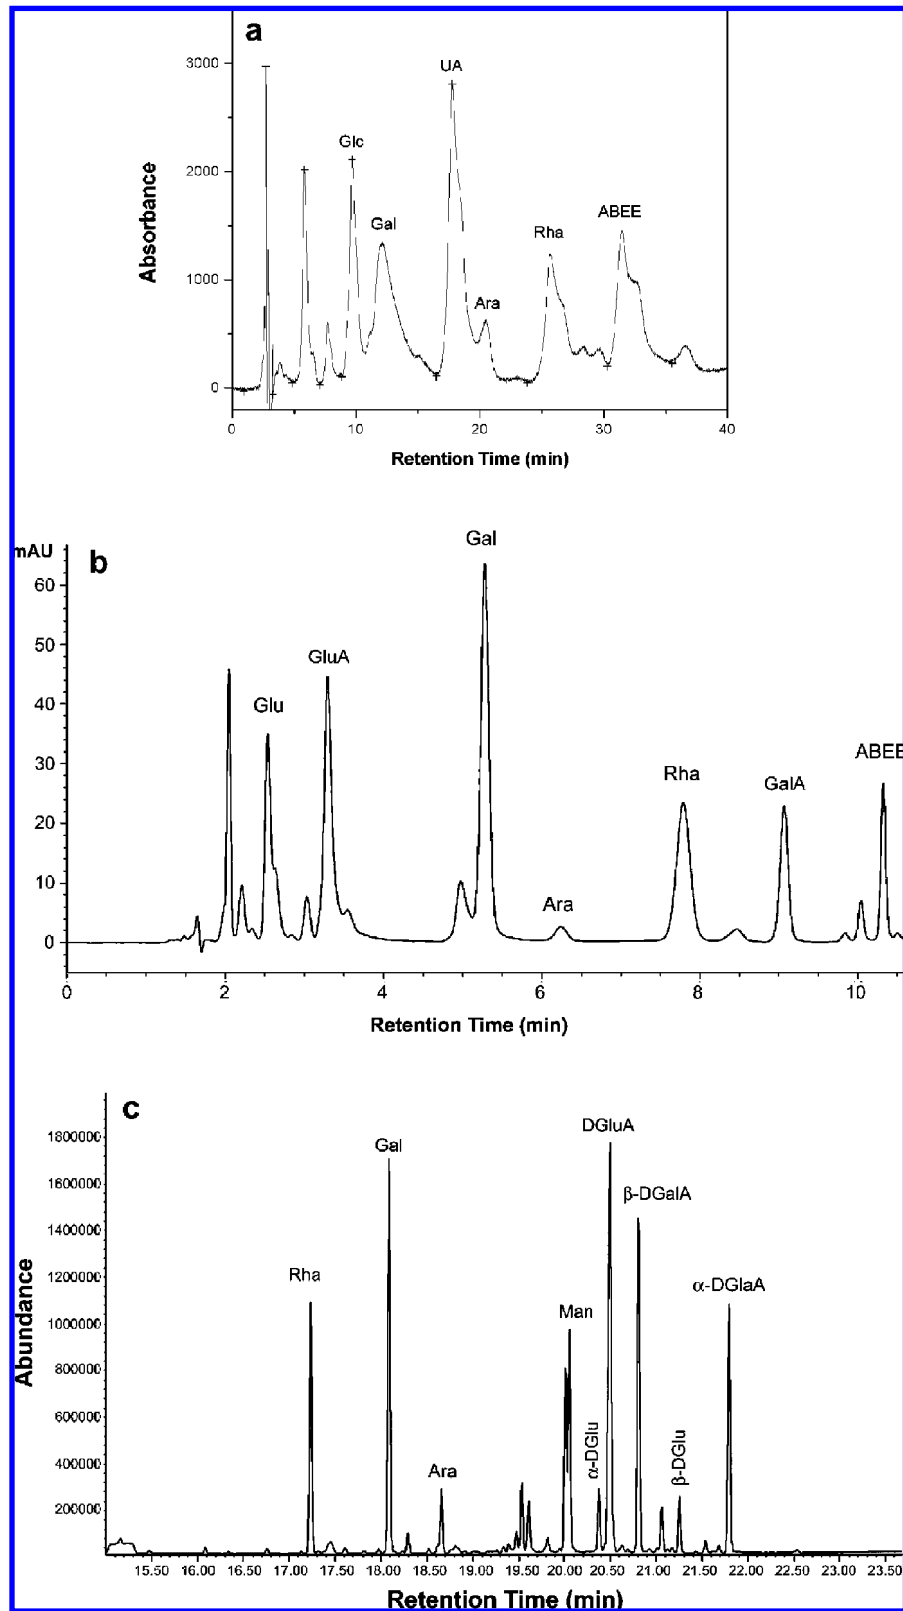 a
3000
UA
Glc
2000
Gal
ABEE
Rha
Absorbance
1000
Ara
0
0 10 20 30 40
Retention Time (min)
Gal
mAU b
60
GluA
50
Glu
40
ABEE
Rha
GalA
30
20
Ara
10
0
0 2 4 6 8 10
Retention Time (min)
c
DGluA
1800000
Gal
1600000
β-DGalA
1400000
Rha
α-DGlaA
1200000
Man
1000000
Abundance
800000
600000
α-DGlu
β-DGlu
400000
Ara
200000
15.50 16.00 16.50 17.00 17.50 18.00 18.50 19.00 19.50 20.00 20.50 21.00 21.50 22.00 22.50 23.00 23.50
Retention Time (min)